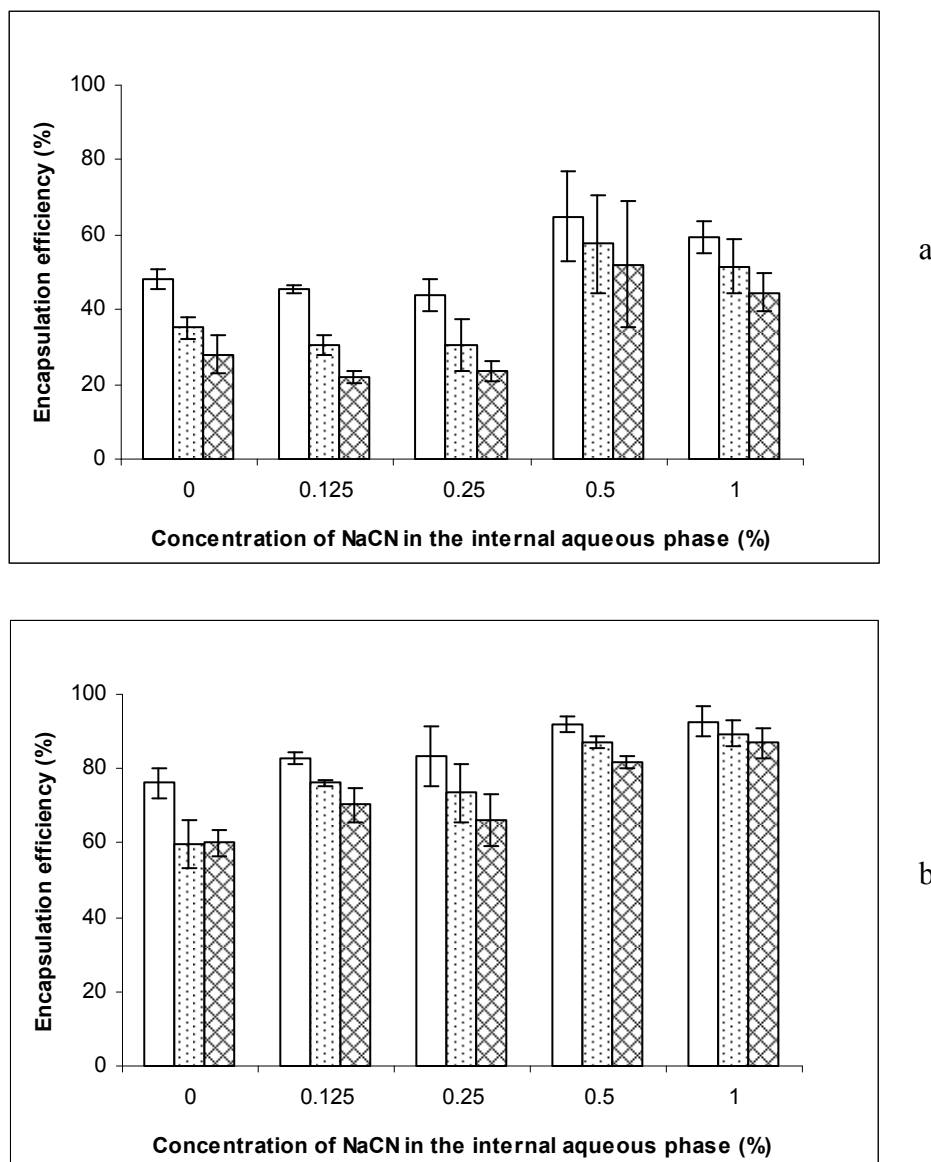 100
80
60
40
20
0
Encapsulation efficiency (%)
0 0.125 0.25 0.5 1
Concentration of NaCN in the internal aqueous phase (%)
a
100
80
60
40
20
0
Encapsulation efficiency (%)
0 0.125 0.25 0.5 1
Concentration of NaCN in the internal aqueous phase (%)
b